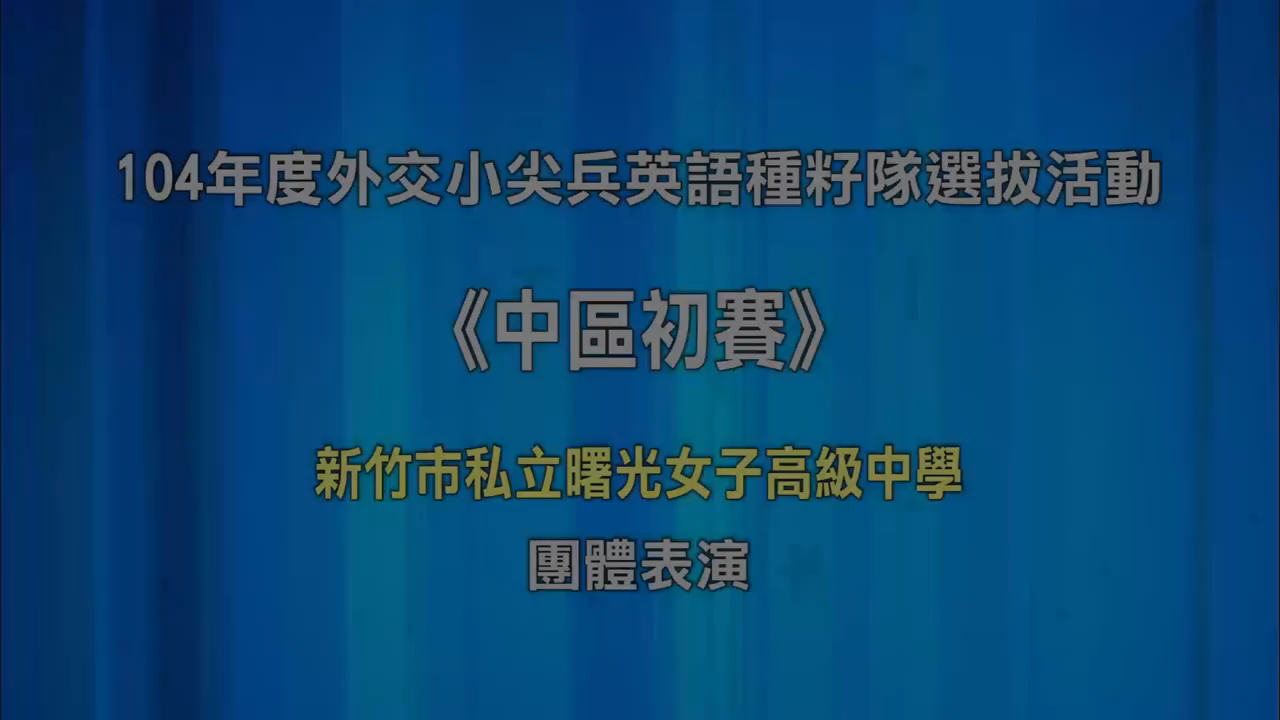 104年度外交小尖兵英語種籽隊選拔活動
《中區初賽》
新竹市私立曙光女子高級中學
團體表演